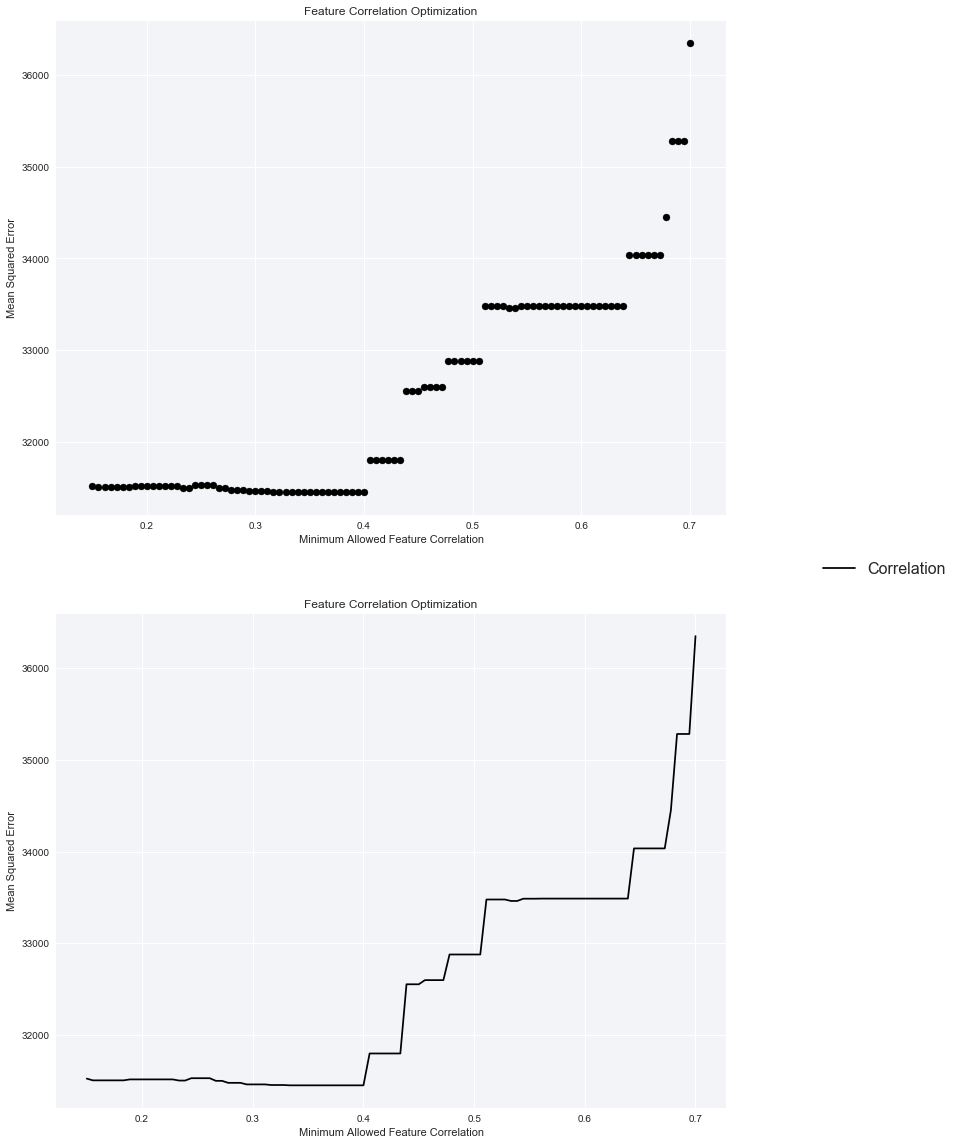 Feature Correlation Optimization
36000
35000
34000
33000
32000
Mean Squared Error
0.2 0.3 0.4 0.5 0.6 0.7
Minimum Allowed Feature Correlation
Correlation
Feature Correlation Optimization
36000
35000
34000
33000
32000
Mean Squared Error
0.2 0.3 0.4 0.5 0.6 0.7
Minimum Allowed Feature Correlation